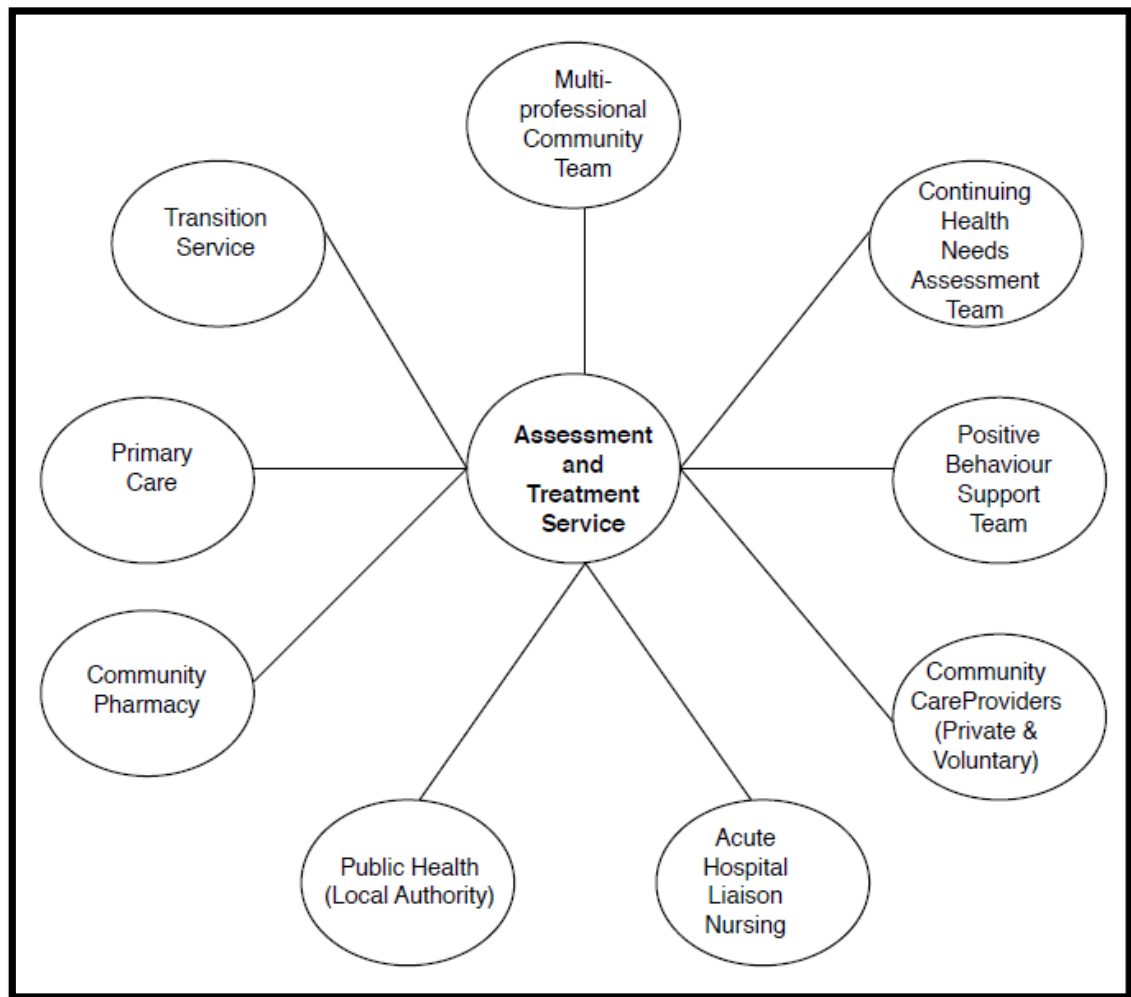 Multi-
professional
Community
Team
Transition
Service
Continuing
Health
Needs
Assessment
Team
Primary
Care
Assessment
and
Treatment
Service
Positive
Behaviour
Support
Team
Community
Pharmacy
Community
CareProviders
(Private &
Voluntary)
Public Health
(Local Authority)
Acute
Hospital
Liaison
Nursing